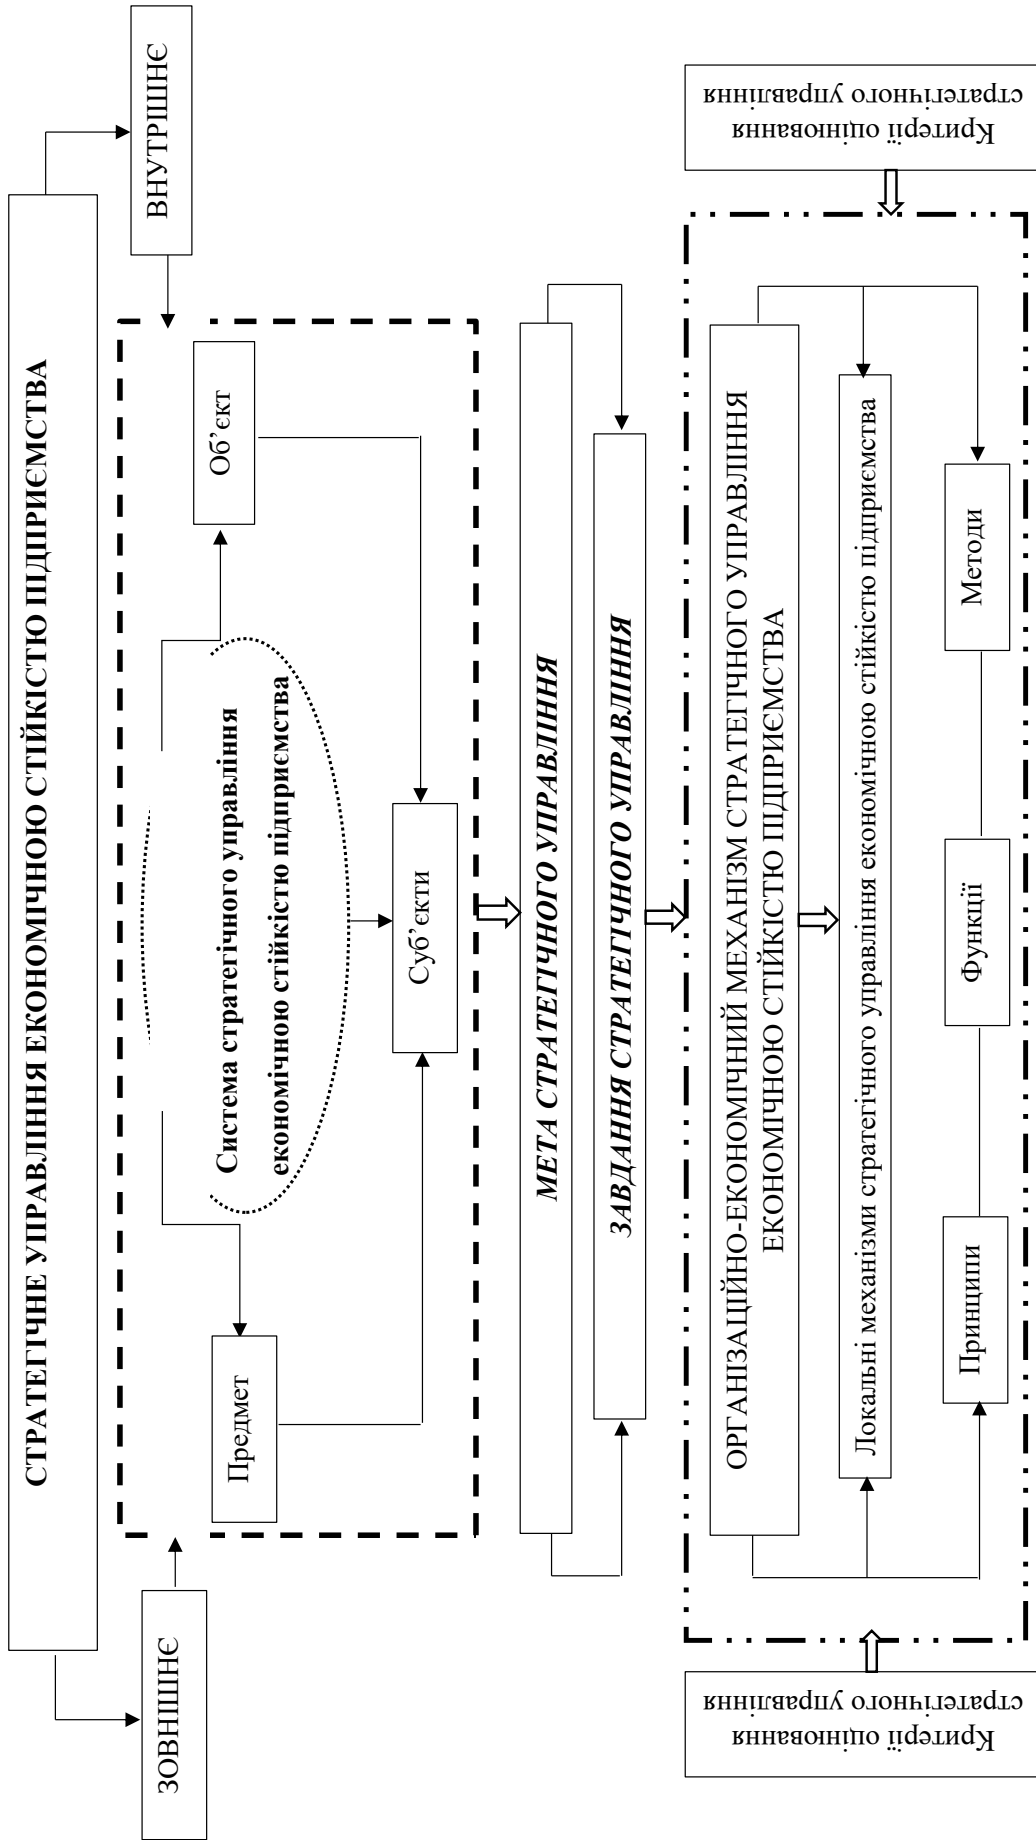 СТРАТЕГІЧНЕ УПРАВЛІННЯ ЕКОНОМІЧНОЮ СТІЙКІСТЮ ПІДПРИЄМСТВА
ЗОВНІШНЄ
ВНУТРІШНЄ
Система стратегічного управління
економічною стійкістю підприємства
Предмет
Об’єкт
Суб’єкти
МЕТА СТРАТЕГІЧНОГО УПРАВЛІННЯ
ЗАВДАННЯ СТРАТЕГІЧНОГО УПРАВЛІННЯ
ОРГАНІЗАЦІЙНО-ЕКОНОМІЧНИЙ МЕХАНІЗМ СТРАТЕГІЧНОГО УПРАВЛІННЯ
ЕКОНОМІЧНОЮ СТІЙКІСТЮ ПІДПРИЄМСТВА
Локальні механізми стратегічного управління економічною стійкістю підприємства
Принципи
Функції
Методи
Критерії оцінювання
стратегічного управління
Критерії оцінювання
стратегічного управління